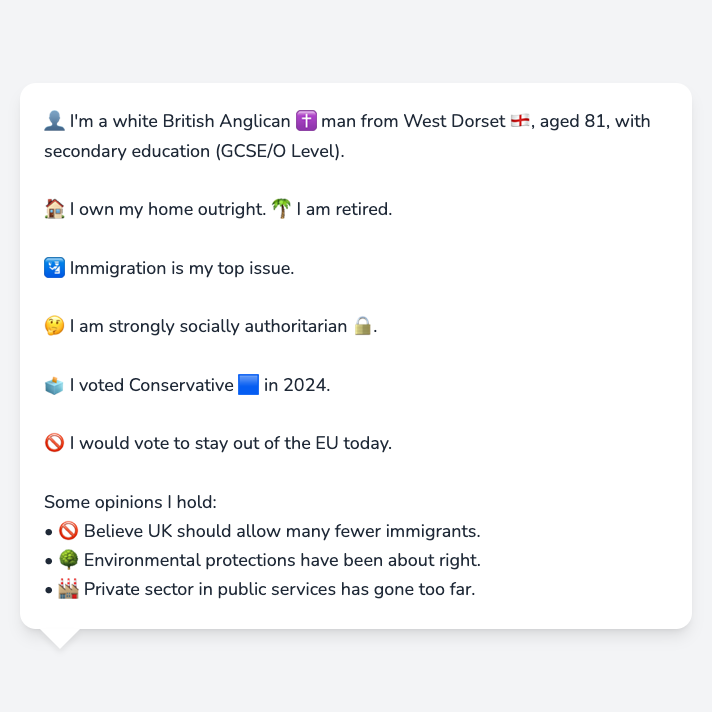 👤 I'm a white British Anglican ✝️ man from West Dorset 🏴󠁧󠁢󠁥󠁮󠁧󠁿, aged 81, with
secondary education (GCSE/O Level).
🏠 I own my home outright. 🌴 I am retired.
🛂 Immigration is my top issue.
🤔 I am strongly socially authoritarian 🔒.
🗳️ I voted Conservative 🟦 in 2024.
🚫 I would vote to stay out of the EU today.
Some opinions I hold:
• 🚫 Believe UK should allow many fewer immigrants.
• 🌳 Environmental protections have been about right.
• 🏭 Private sector in public services has gone too far.